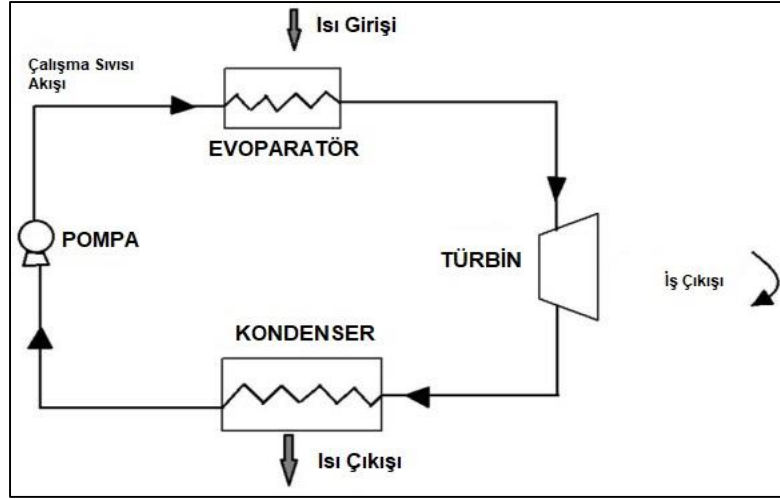 Isı Girişi
Çalışma Sıvısı
Akışı
EVOPARATÖR
POMPA
TÜRBİN
İş Çıkışı
KONDENSER
Isı Çıkışı